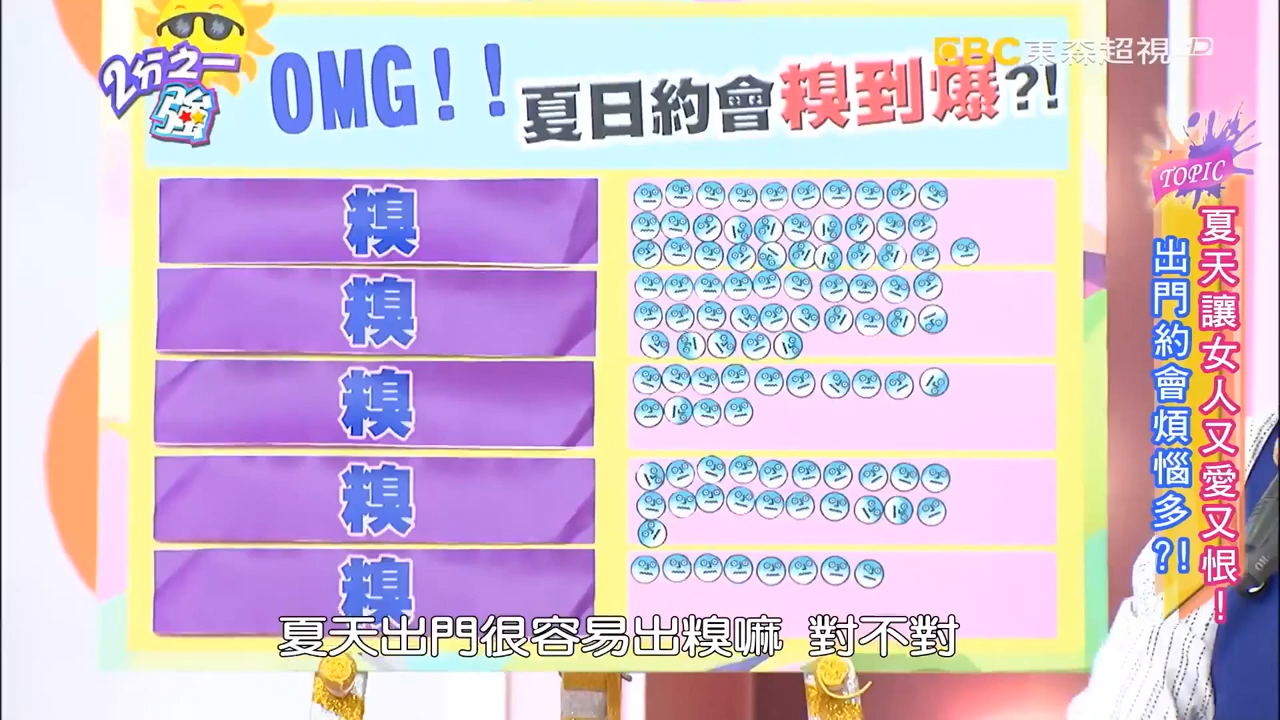 2分之一強
OMG!!
夏日約會糗到爆?!
EBC東森超視HD
TOPIC
夏天讓女人又愛又恨!
出門約會煩惱多?!
糗
糗
糗
糗
糗
夏天出門很容易出糗嘛 對不對